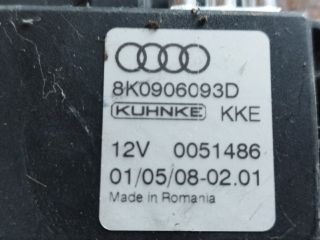 8K0906093D
KUHNKE KKE
12V 0051486
01/05/08-02.01
Made in Romania